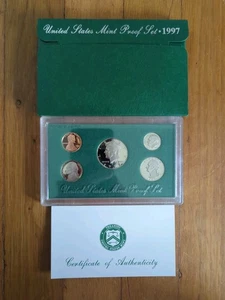 United States Mint Proof Set • 1997
United States Mint Proof Set
Certificate of Authenticity